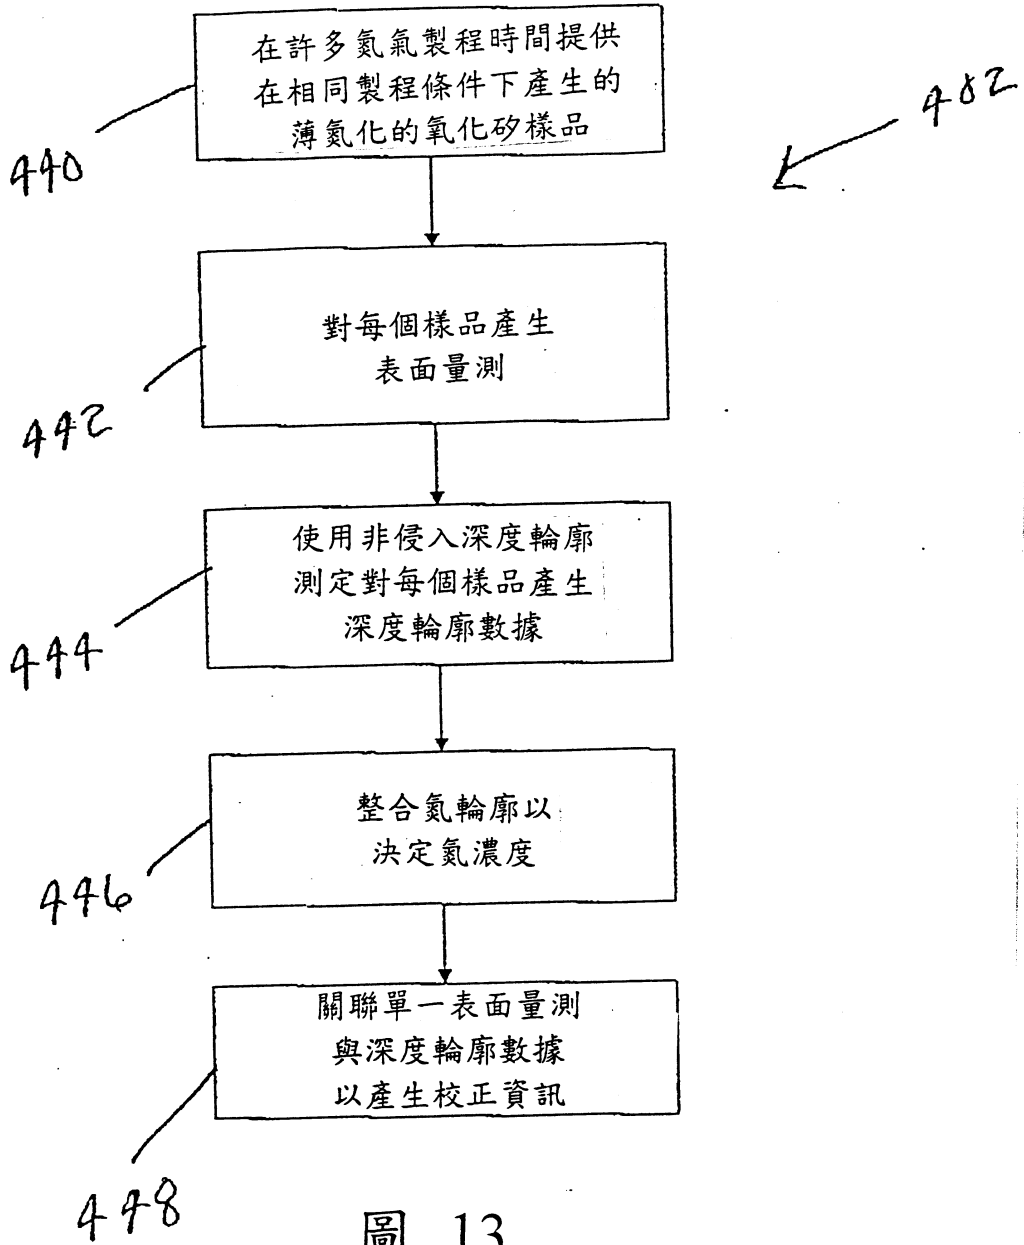 在許多氮氣製程時間提供
在相同製程條件下產生的
薄氮化的氧化矽樣品
440
402
對每個樣品產生
表面量測
442
使用非侵入深度輪廓
測定對每個樣品產生
深度輪廓數據
444
整合氮輪廓以
決定氮濃度
446
關聯單一表面量測
與深度輪廓數據
以產生校正資訊
448
圖 13